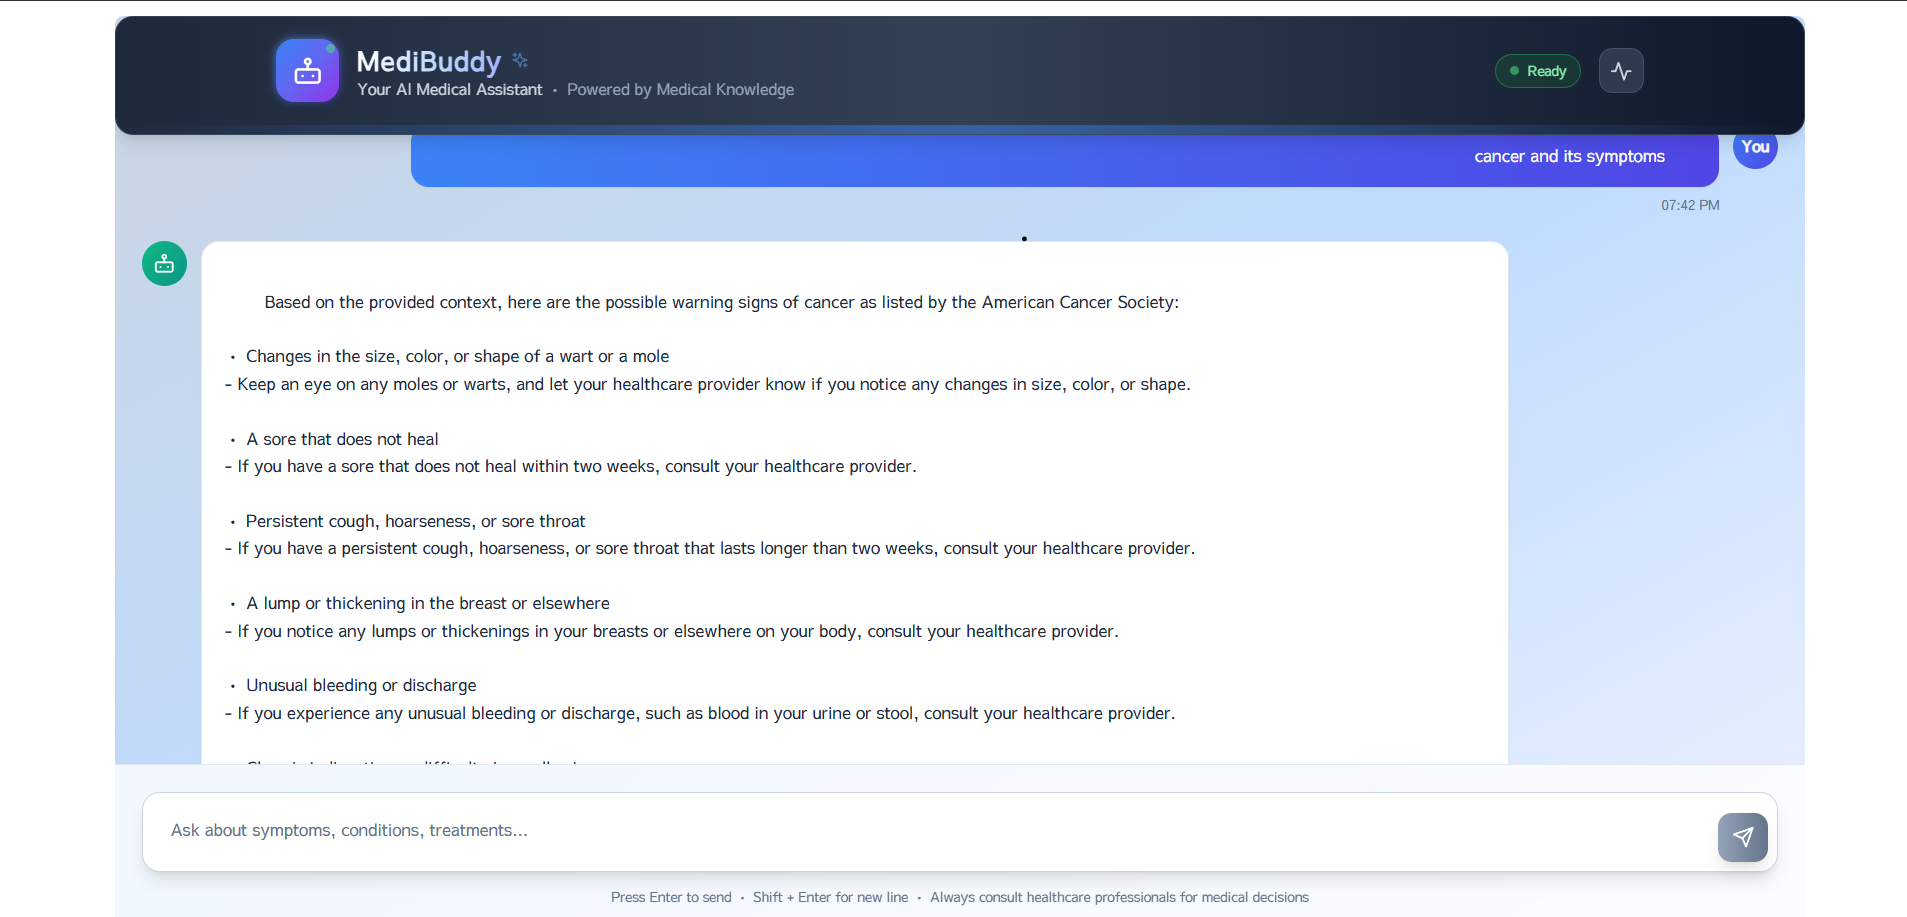 MediBuddy
Your AI Medical Assistant • Powered by Medical Knowledge
Ready
cancer and its symptoms
You
07:42 PM
Based on the provided context, here are the possible warning signs of cancer as listed by the American Cancer Society:
• Changes in the size, color, or shape of a wart or a mole
- Keep an eye on any moles or warts, and let your healthcare provider know if you notice any changes in size, color, or shape.
• A sore that does not heal
- If you have a sore that does not heal within two weeks, consult your healthcare provider.
• Persistent cough, hoarseness, or sore throat
- If you have a persistent cough, hoarseness, or sore throat that lasts longer than two weeks, consult your healthcare provider.
• A lump or thickening in the breast or elsewhere
- If you notice any lumps or thickenings in your breasts or elsewhere on your body, consult your healthcare provider.
• Unusual bleeding or discharge
- If you experience any unusual bleeding or discharge, such as blood in your urine or stool, consult your healthcare provider.
Ask about symptoms, conditions, treatments...
Press Enter to send • Shift + Enter for new line • Always consult healthcare professionals for medical decisions